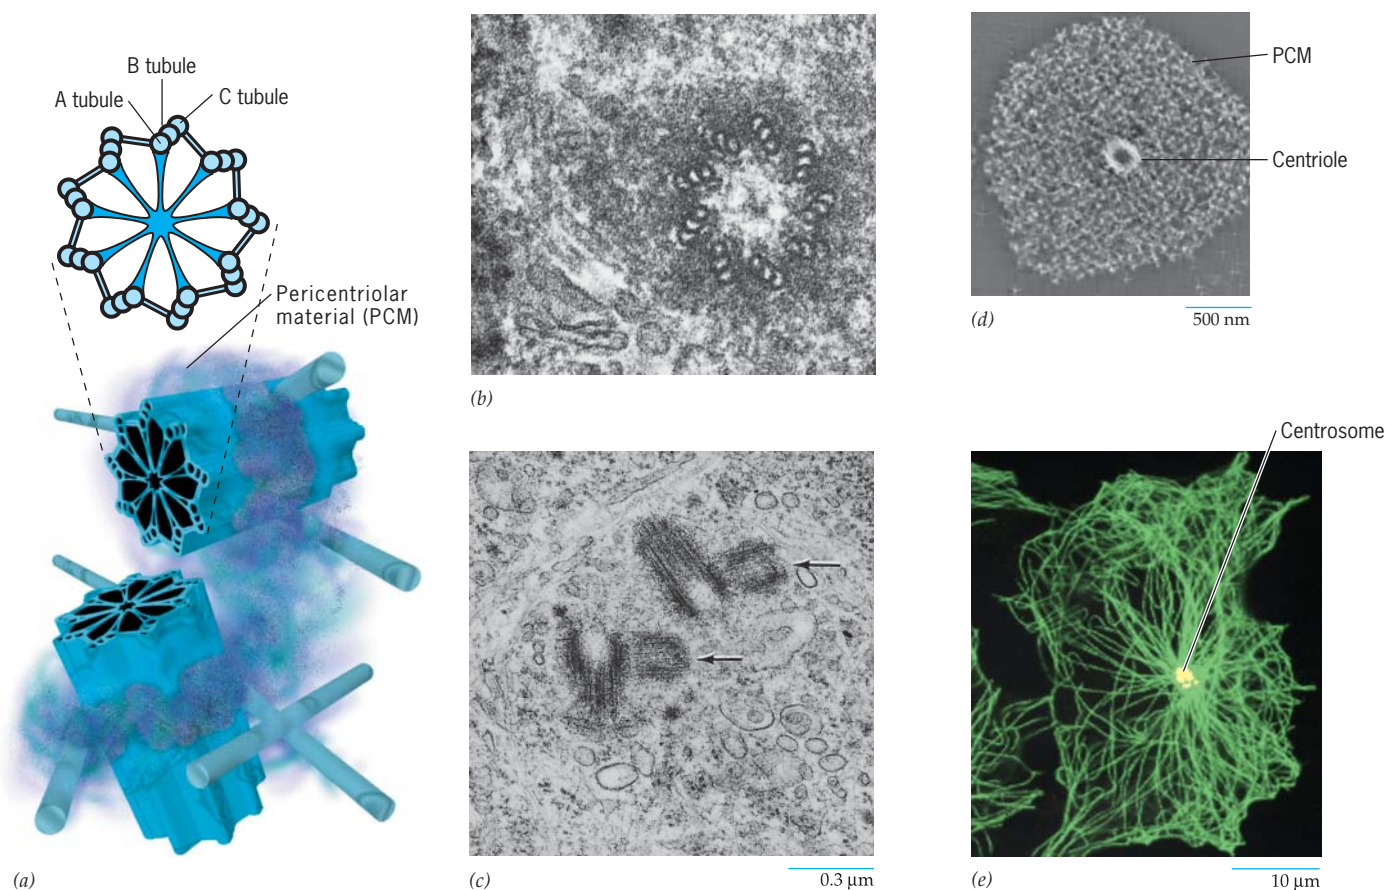 B tubule
A tubule
C tubule
Pericentriolar
material (PCM)
(a)
(b)
0.3 µm
(c)
PCM
Centriole
500 nm
(d)
Centrosome
10 µm
(e)